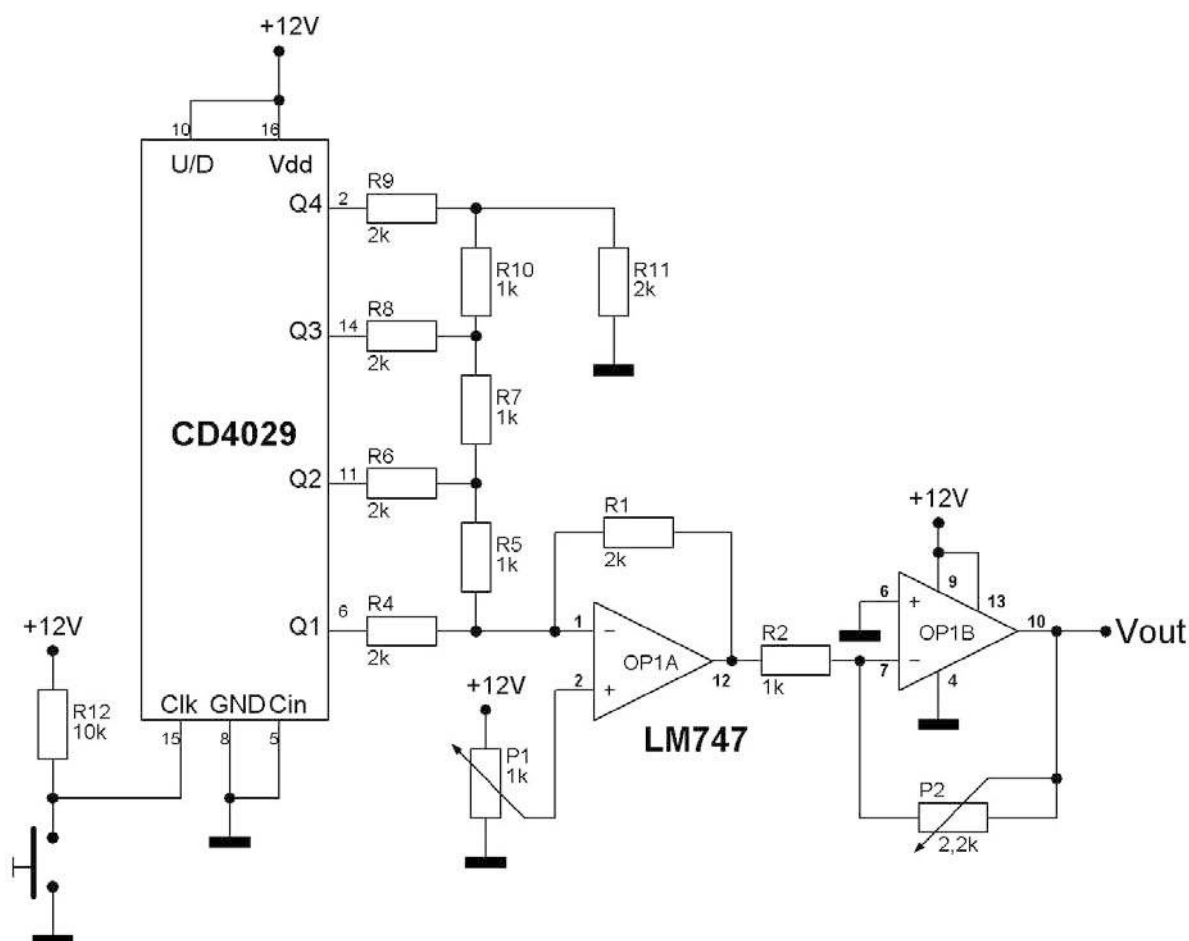 +12V
10
16
U/D
Vdd
Q4
2
R9
2k
R10
1k
R11
2k
Q3
14
R8
2k
R7
1k
CD4029
Q2
11
R6
2k
R5
1k
R1
2k
+12V
9
6
+
13
OP1B
10
Vout
-
7
4
Q1
6
R4
2k
1
-
OP1A
12
2
+
R2
1k
LM747
+12V
R12
10k
Clk
GND
Cin
15
8
5
+12V
P1
1k
P2
2,2k